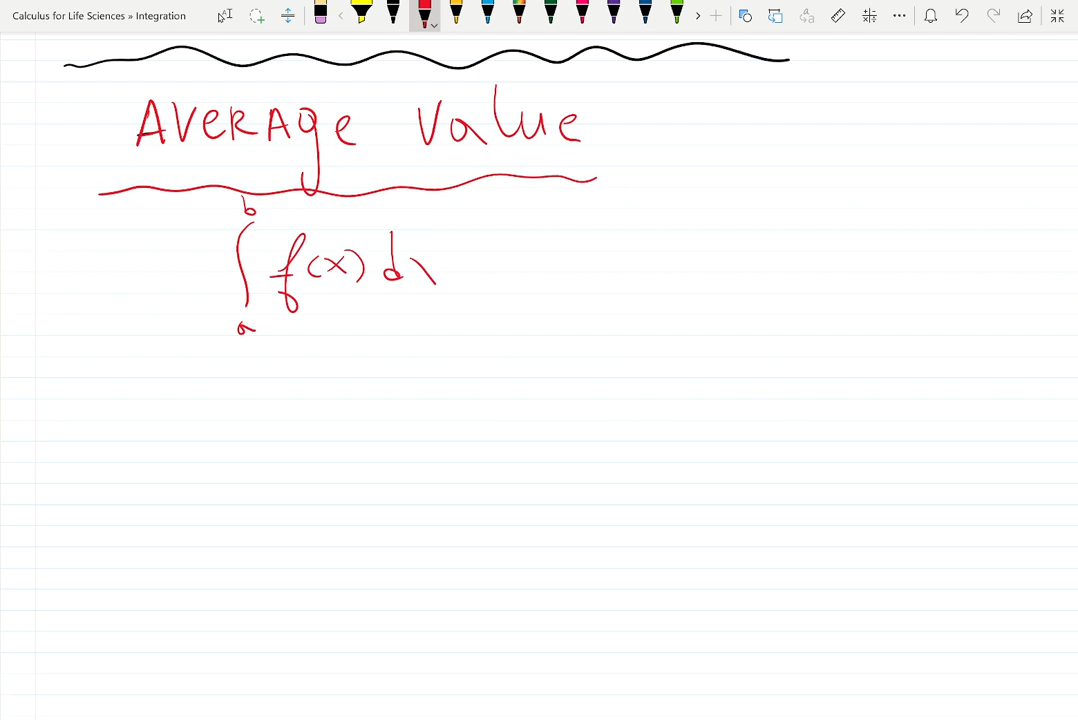 Calculus for Life Sciences » Integration
AVERAge Value
b
∫ f(x) dx
a